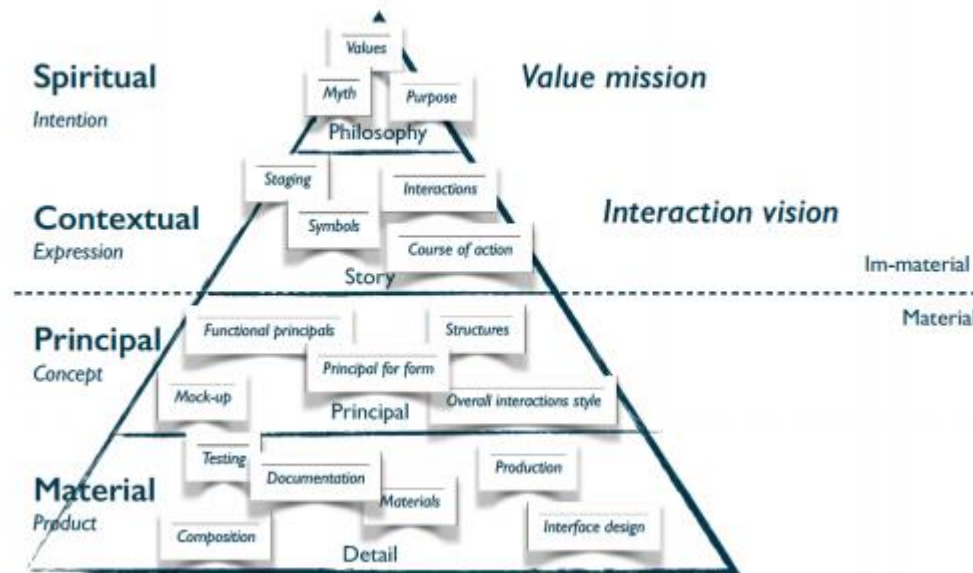 Values
Spiritual
Value mission
Myth
Purpose
Intention
Philosophy
Staging
Interactions
Contextual
Symbols
Interaction vision
Expression
Course of action
Story
Im-material
Material
Principal
Functional principals
Structures
Concept
Principal for form
Mock-up
Overall interactions style
Principal
Testing
Documentation
Production
Material
Materials
Product
Composition
Interface design
Detail